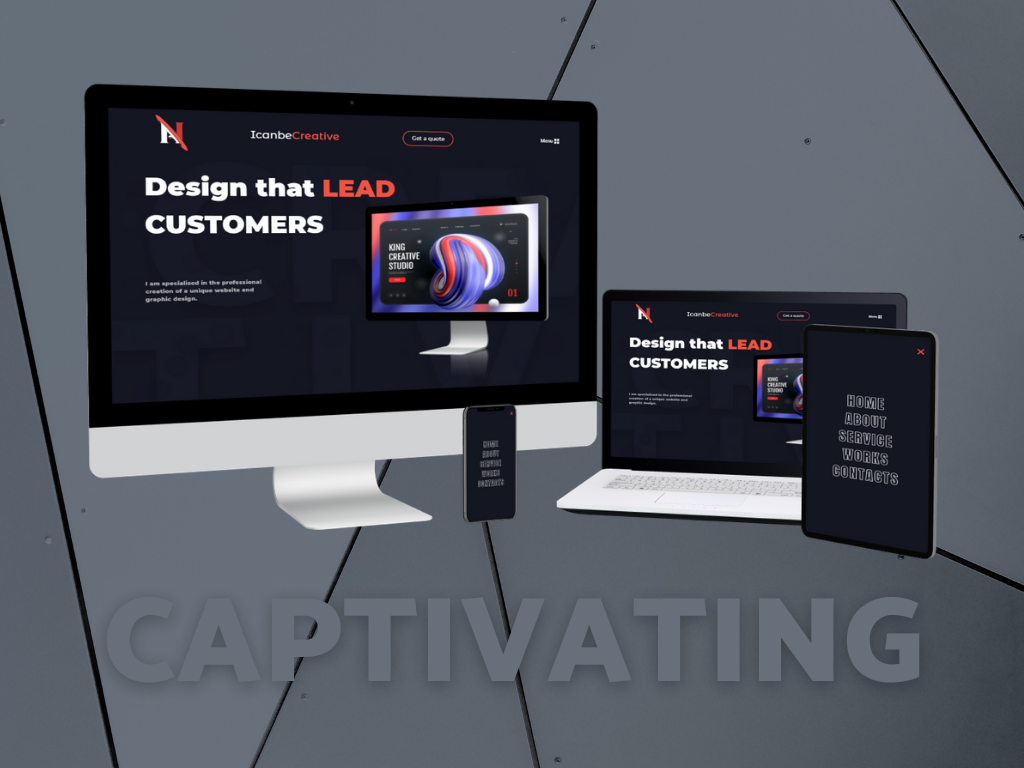 IcanbeCreative
Get a quote
Menu
Design that LEAD
CUSTOMERS
I am specialised in the professional
creation of a unique website and
graphic design.
KING
CREATIVE
STUDIO
01
IcanbeCreative
Get a quote
Menu
Design that LEAD
CUSTOMERS
I am specialised in the professional
creation of a unique website and
graphic design.
KING
CREATIVE
STUDIO
HOME
ABOUT
SERVICE
WORKS
CONTACTS
HOME
ABOUT
SERVICE
WORKS
CONTACTS
CAPTIVATING